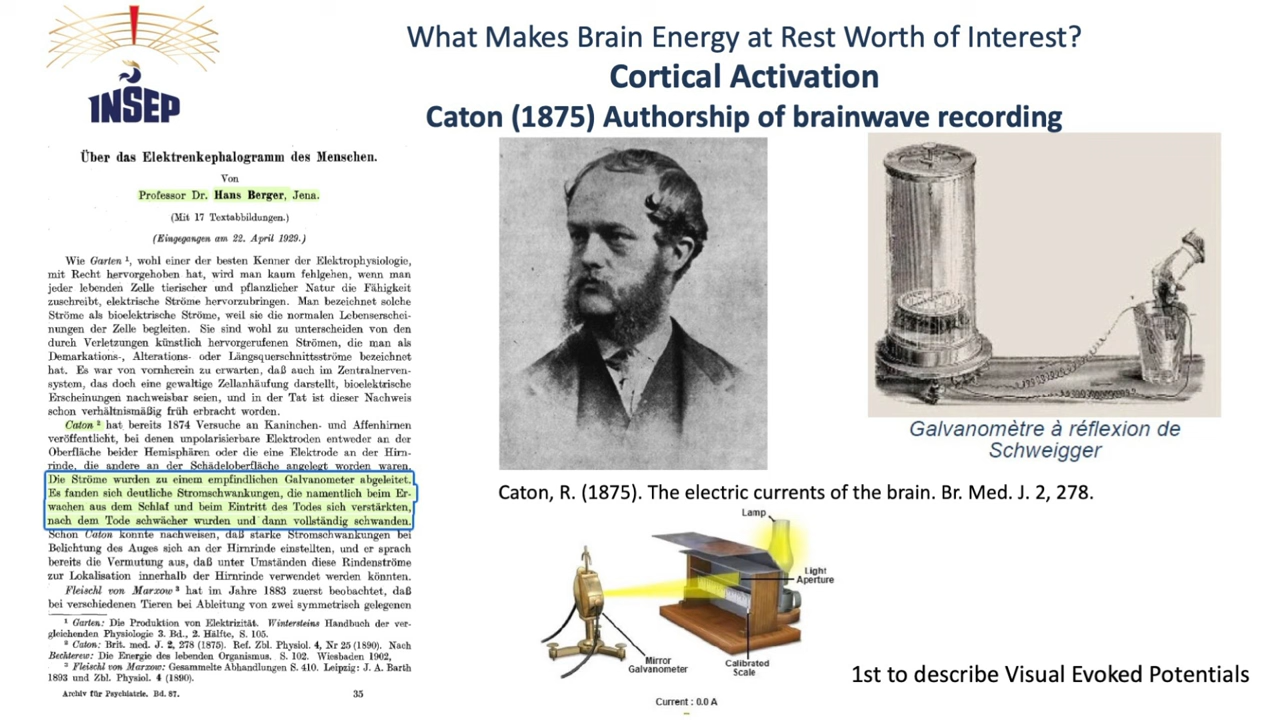 What Makes Brain Energy at Rest Worth of Interest?
Cortical Activation
Caton (1875) Authorship of brainwave recording
INSEP
Über das Elektrenkephalogramm des Menschen.
Von
Professor Dr. Hans Berger, Jena.
(Mit 17 Textabbildungen.)
(Eingegangen am 22. April 1929.)
Wie Garten ¹, wohl einer der besten Kenner der Elektrophysiologie,
mit Recht hervorgehoben hat, wird man kaum fehlgehen, wenn man
jeder lebenden Zelle tierischer und pflanzlicher Natur die Fähigkeit
zuschreibt, elektrische Ströme hervorzubringen. Man bezeichnet solche
Ströme als bioelektrische Ströme, weil sie die normalen Lebenserschei-
nungen der Zelle begleiten. Sie sind wohl zu unterscheiden von den
durch Verletzungen künstlich hervorgerufenen Strömen, die man als
Demarkations-, Alterations- oder Längsquerschnittsströme bezeichnet
hat. Es war von vornherein zu erwarten, daß auch im Zentralnerven-
system, das doch eine gewaltige Zellanhäufung darstellt, bioelektrische
Erscheinungen nachweisbar seien, und in der Tat ist dieser Nachweis
schon verhältnismäßig früh erbracht worden.
Caton ² hat bereits 1874 Versuche an Kaninchen- und Affenhirnen
veröffentlicht, bei denen unpolarisierbare Elektroden entweder an der
Oberfläche beider Hemisphären oder die eine Elektrode an der Hirn-
rinde, die andere an der Schädeloberfläche angelegt worden waren.
Die Ströme wurden zu einem empfindlichen Galvanometer abgeleitet.
Es fanden sich deutliche Stromschwankungen, die namentlich beim Er-
wachen aus dem Schlaf und beim Eintritt des Todes sich verstärkten,
nach dem Tode schwächer wurden und dann vollständig schwanden.
Schon Caton konnte nachweisen, daß starke Stromschwankungen bei
Belichtung des Auges sich an der Hirnrinde einstellten, und er sprach
bereits die Vermutung aus, daß unter Umständen diese Rindenströme
zur Lokalisation innerhalb der Hirnrinde verwendet werden könnten.
Fleischl von Marxow ³ hat im Jahre 1883 zuerst beobachtet, daß
bei verschiedenen Tieren bei Ableitung von zwei symmetrisch gelegenen
¹ Garten: Die Produktion von Elektrizität. Wintersteins Handbuch der ver-
gleichenden Physiologie 3. Bd., 2. Hälfte, S. 105.
² Caton: Brit. med. J. 2, 278 (1875). Ref. Zbl. Physiol. 4, Nr 25 (1890). Nach
Bechterew: Die Energie des lebenden Organismus. S. 102. Wiesbaden 1902,
³ Fleischl von Marxow: Gesammelte Abhandlungen S. 410. Leipzig: J. A. Barth
1893 und Zbl. Physiol. 4 (1890).
Archiv für Psychiatrie. Bd. 87. 35
Galvanomètre à réflexion de
Schweigger
Caton, R. (1875). The electric currents of the brain. Br. Med. J. 2, 278.
Lamp
Light
Aperture
Mirror
Galvanometer
Calibrated
Scale
Current : 0.0 A
1st to describe Visual Evoked Potentials